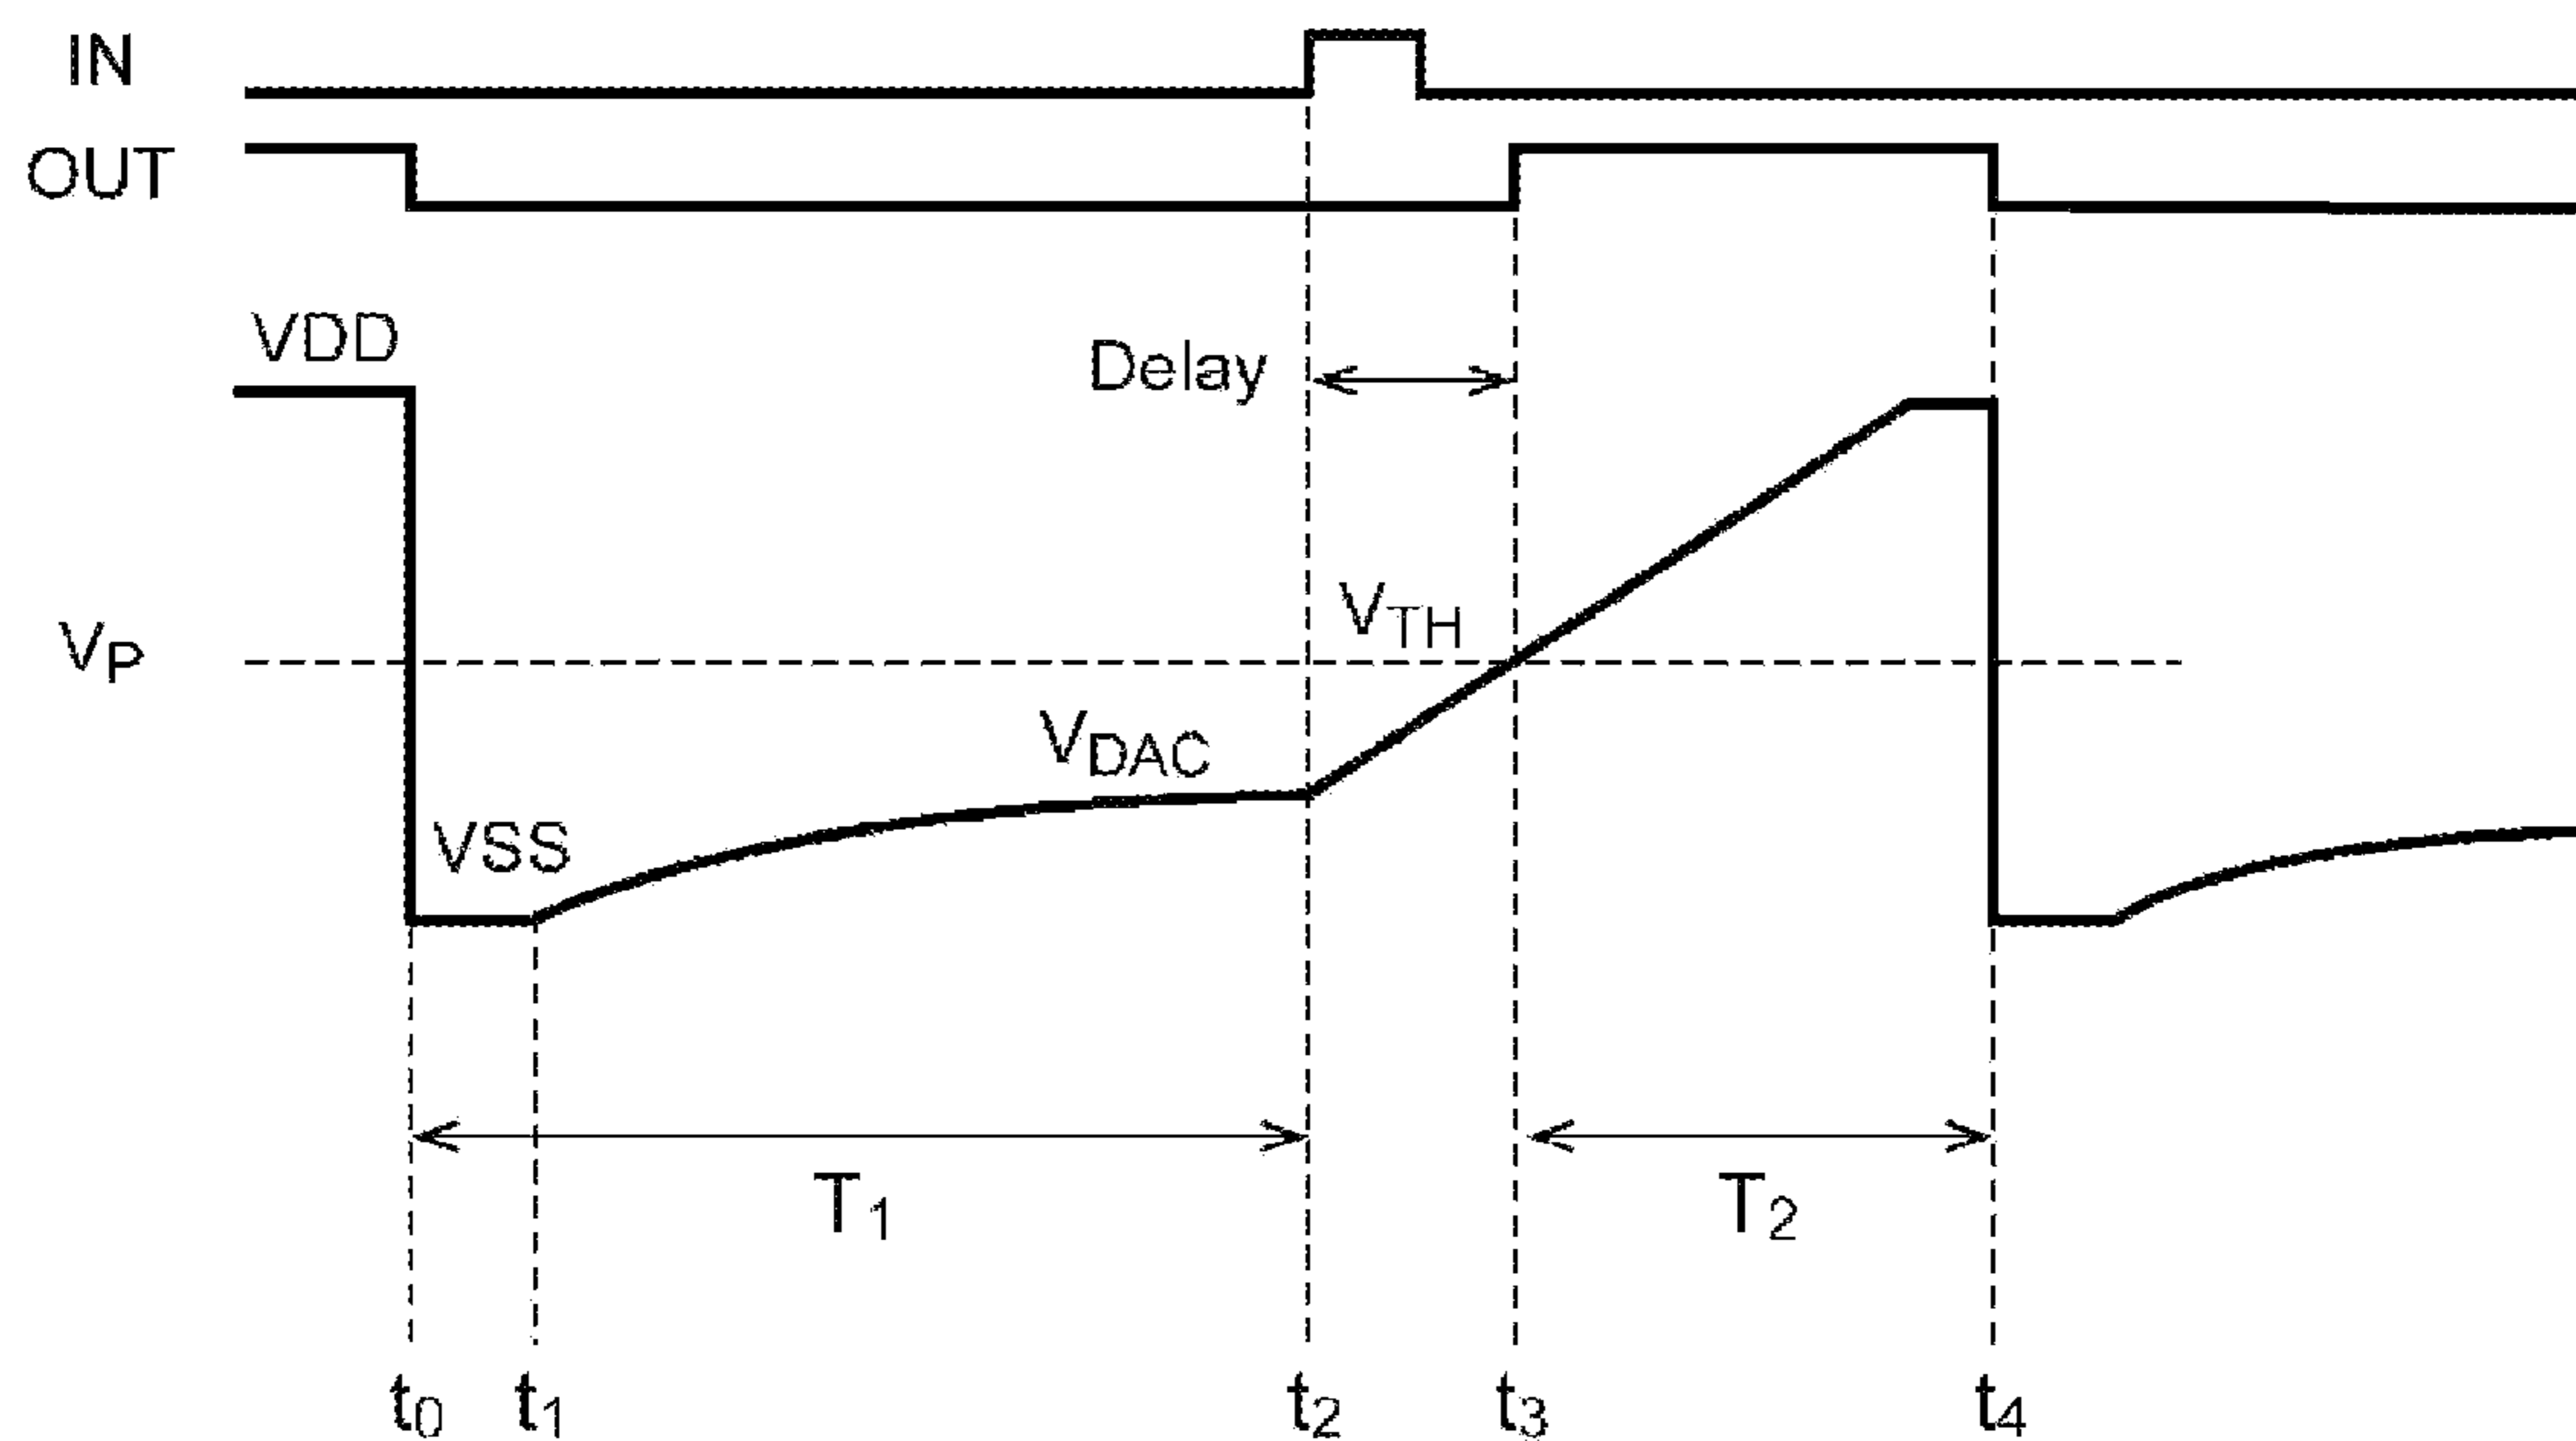 IN
OUT
VDD
Delay
VTH
VP
VDAC
VSS
T1
T2
t0 t1 t2 t3 t4